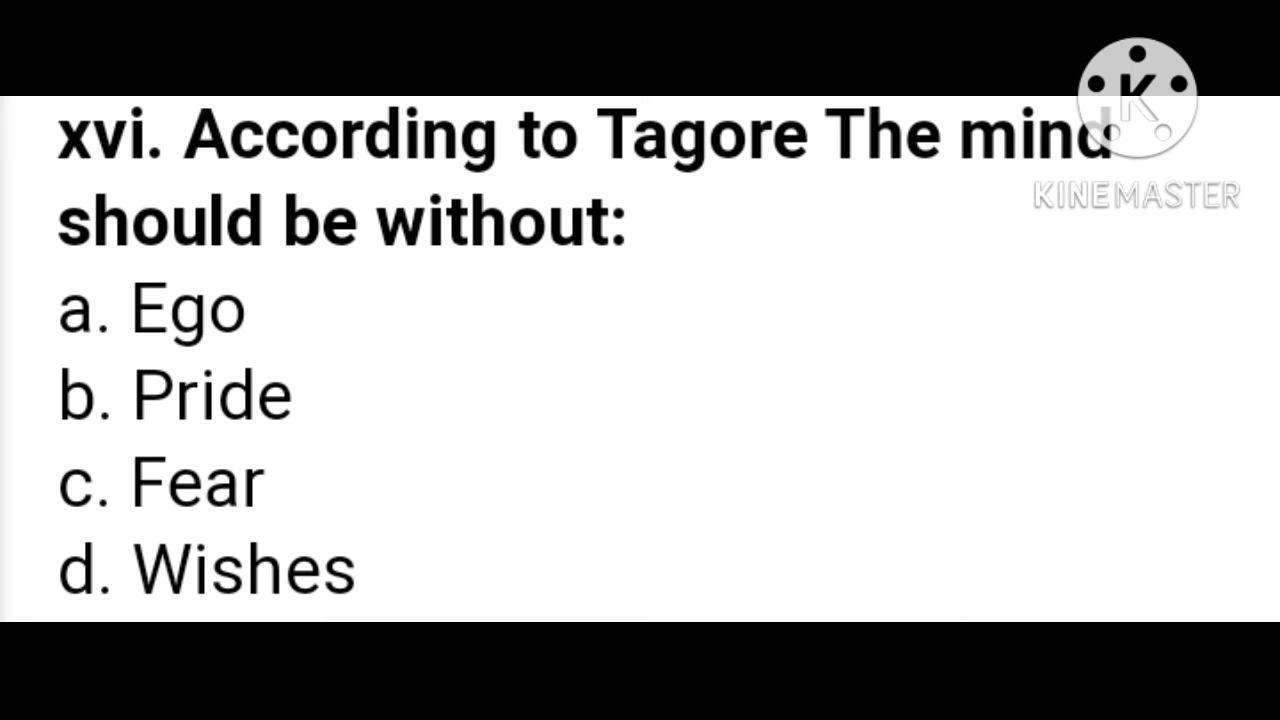 xvi. According to Tagore The mind
should be without:
a. Ego
b. Pride
c. Fear
d. Wishes
K
KINEMASTER